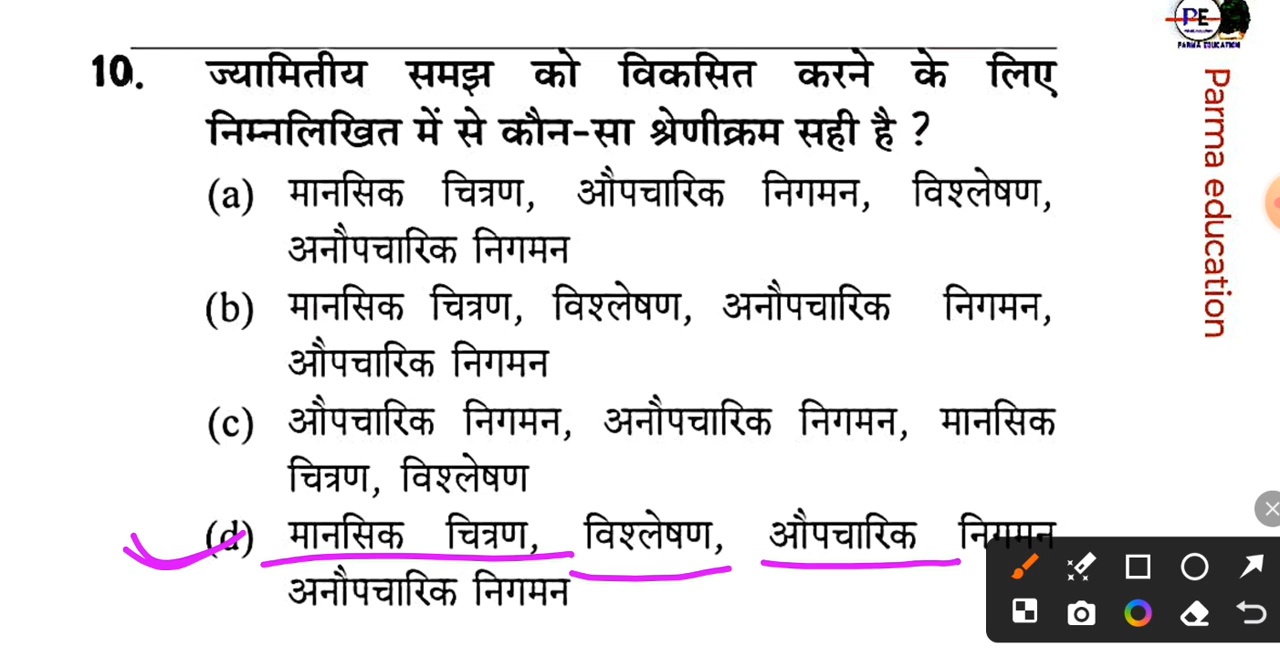 PE
PARMA EDUCATION
10. ज्यामितीय समझ को विकसित करने के लिए
निम्नलिखित में से कौन-सा श्रेणीक्रम सही है ?
(a) मानसिक चित्रण, औपचारिक निगमन, विश्लेषण,
अनौपचारिक निगमन
(b) मानसिक चित्रण, विश्लेषण, अनौपचारिक निगमन,
औपचारिक निगमन
(c) औपचारिक निगमन, अनौपचारिक निगमन, मानसिक
चित्रण, विश्लेषण
(d) मानसिक चित्रण, विश्लेषण, औपचारिक निगमन
अनौपचारिक निगमन
Parma education